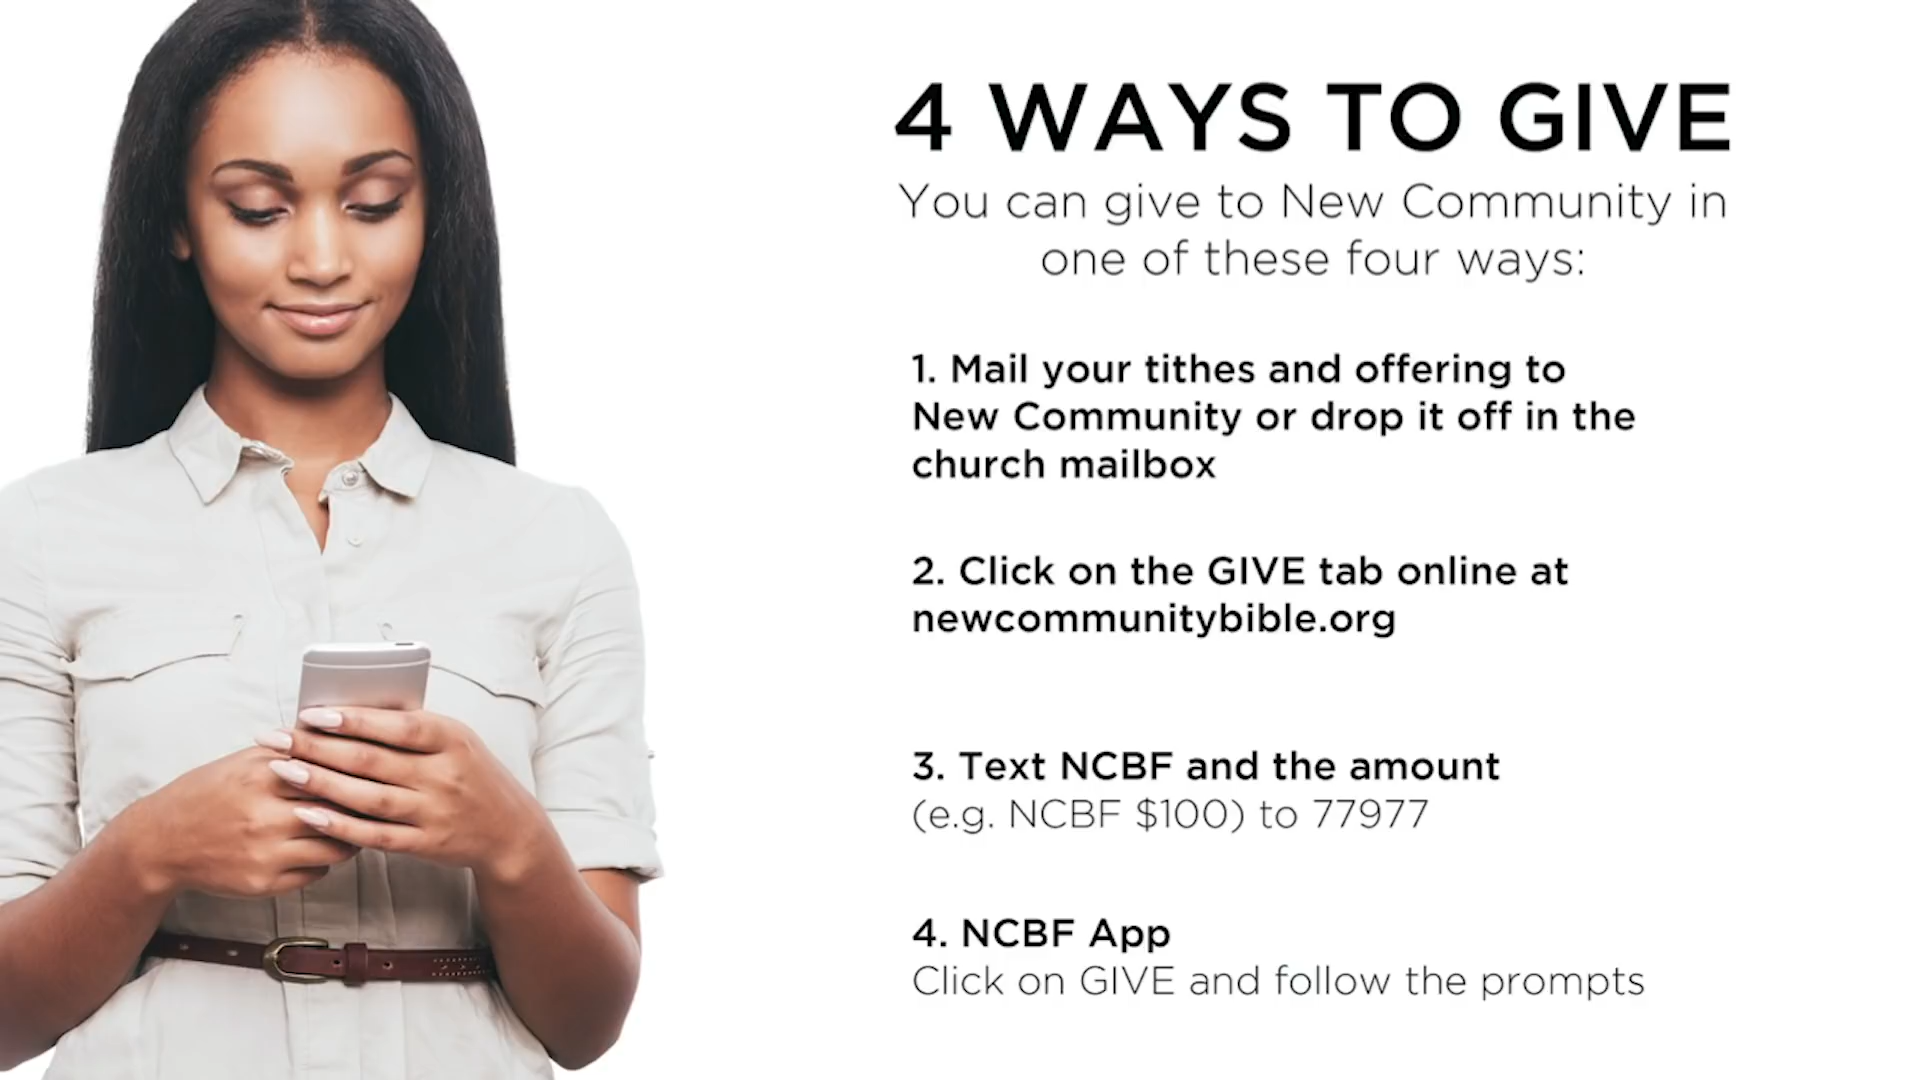 4 WAYS TO GIVE
You can give to New Community in
one of these four ways:
1. Mail your tithes and offering to
New Community or drop it off in the
church mailbox
2. Click on the GIVE tab online at
newcommunitybible.org
3. Text NCBF and the amount
(e.g. NCBF $100) to 77977
4. NCBF App
Click on GIVE and follow the prompts